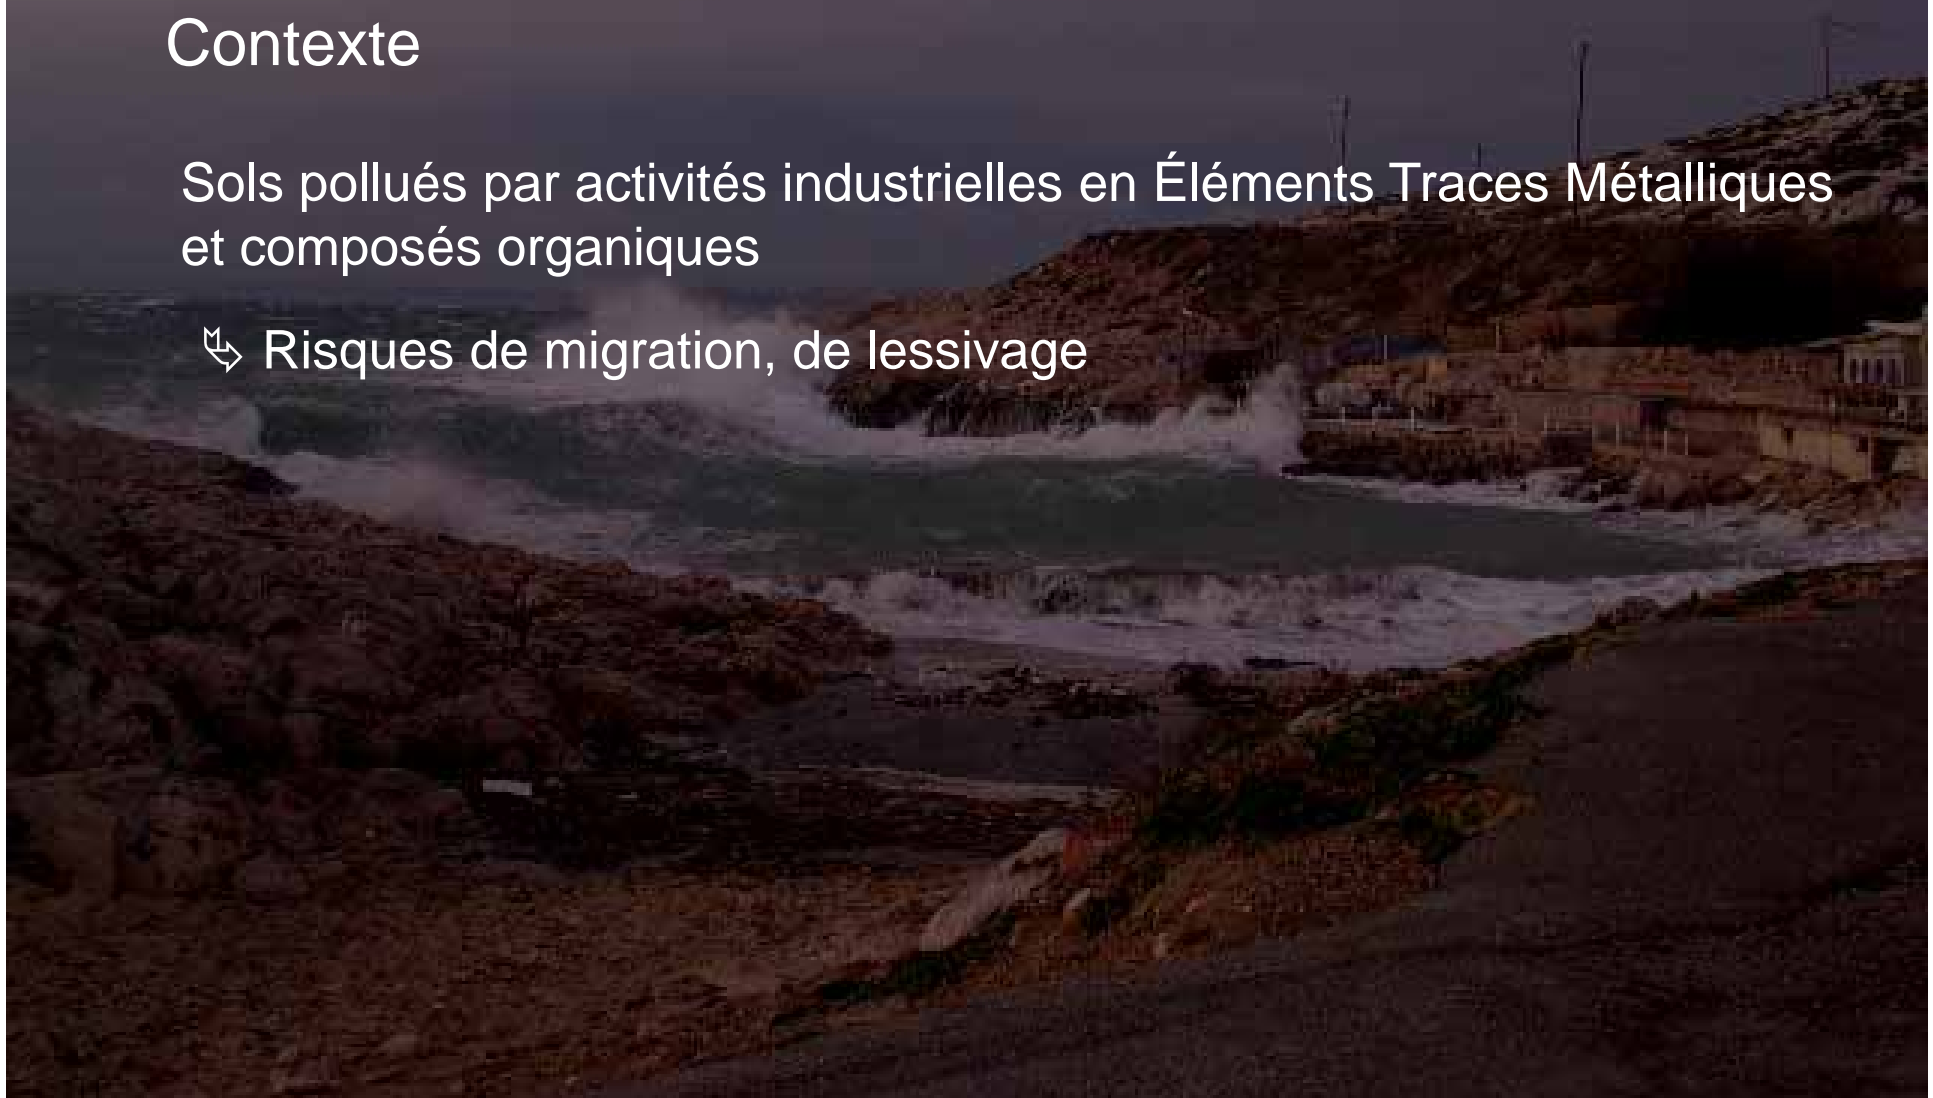 Contexte
Sols pollués par activités industrielles en Éléments Traces Métalliques
et composés organiques
↳ Risques de migration, de lessivage